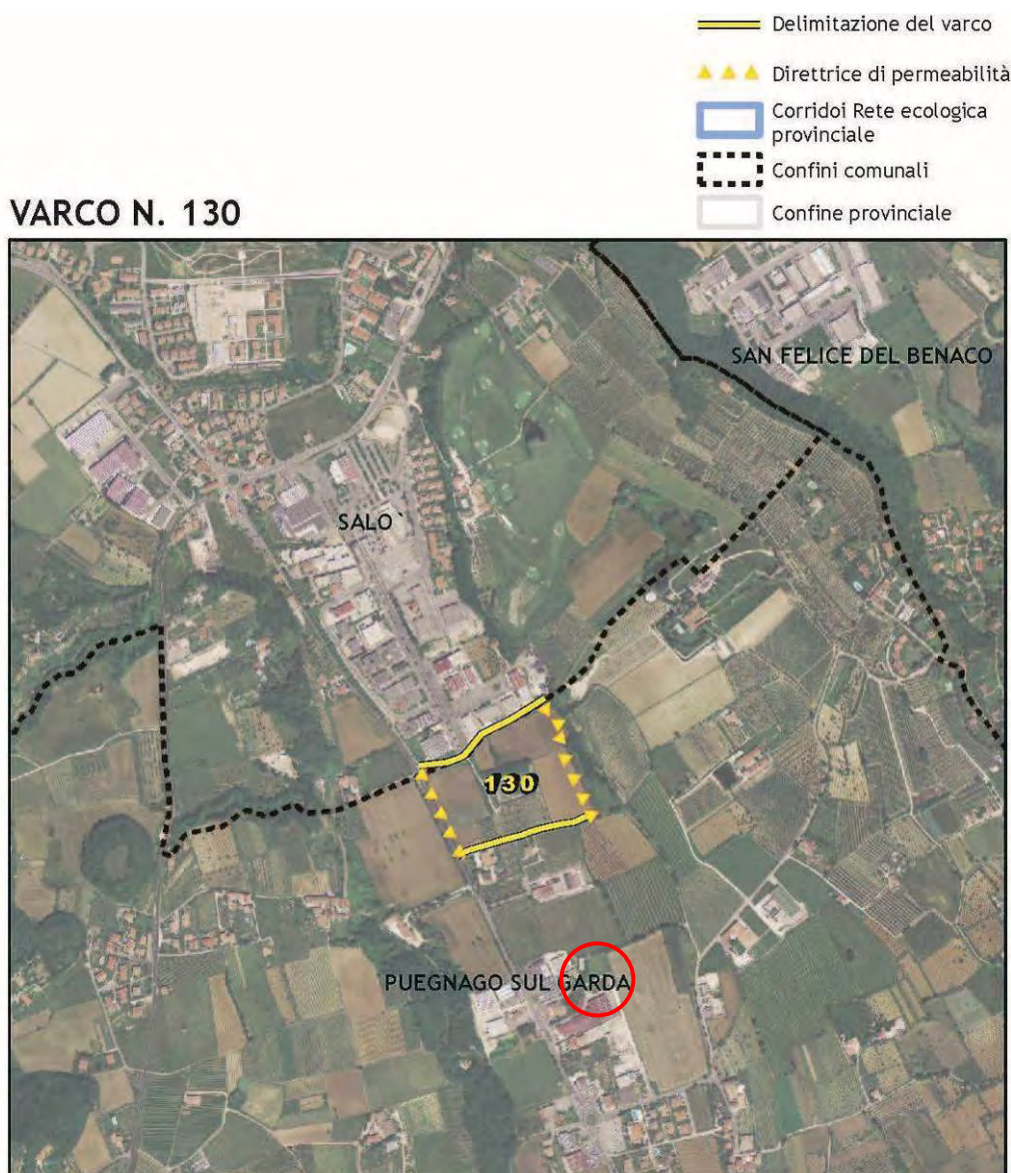 Delimitazione del varco
Direttrice di permeabilità
Corridoi Rete ecologica
provinciale
Confini comunali
Confine provinciale
VARCO N. 130
SAN FELICE DEL BENACO
SALO`
130
PUEGNAGO SUL GARDA